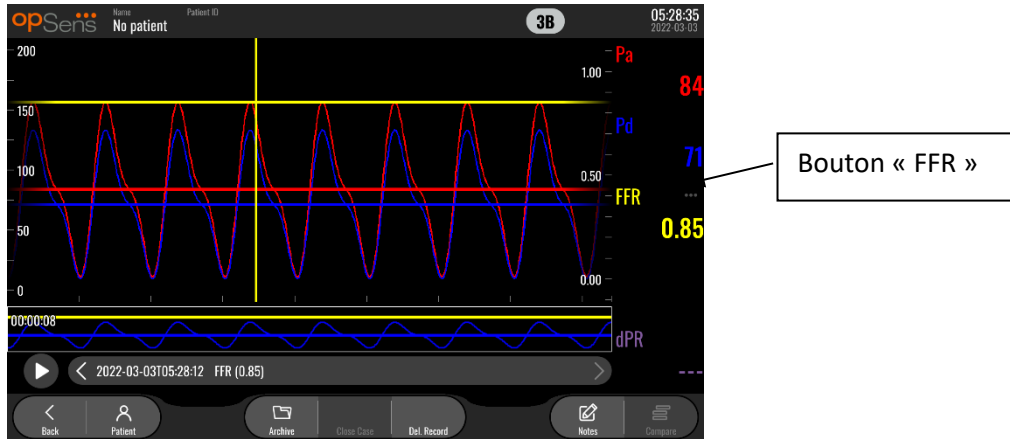 opSens
Name
Patient ID
No patient
3B
05:28:35
2022-03-03
200
150
100
50
0
1.00
0.50
0.00
Pa
84
Pd
71
...
FFR
0.85
Bouton « FFR »
00:00:08
dPR
---
2022-03-03T05:28:12 FFR (0.85)
Back
Patient
Archive
Close Case
Del. Record
Notes
Compare